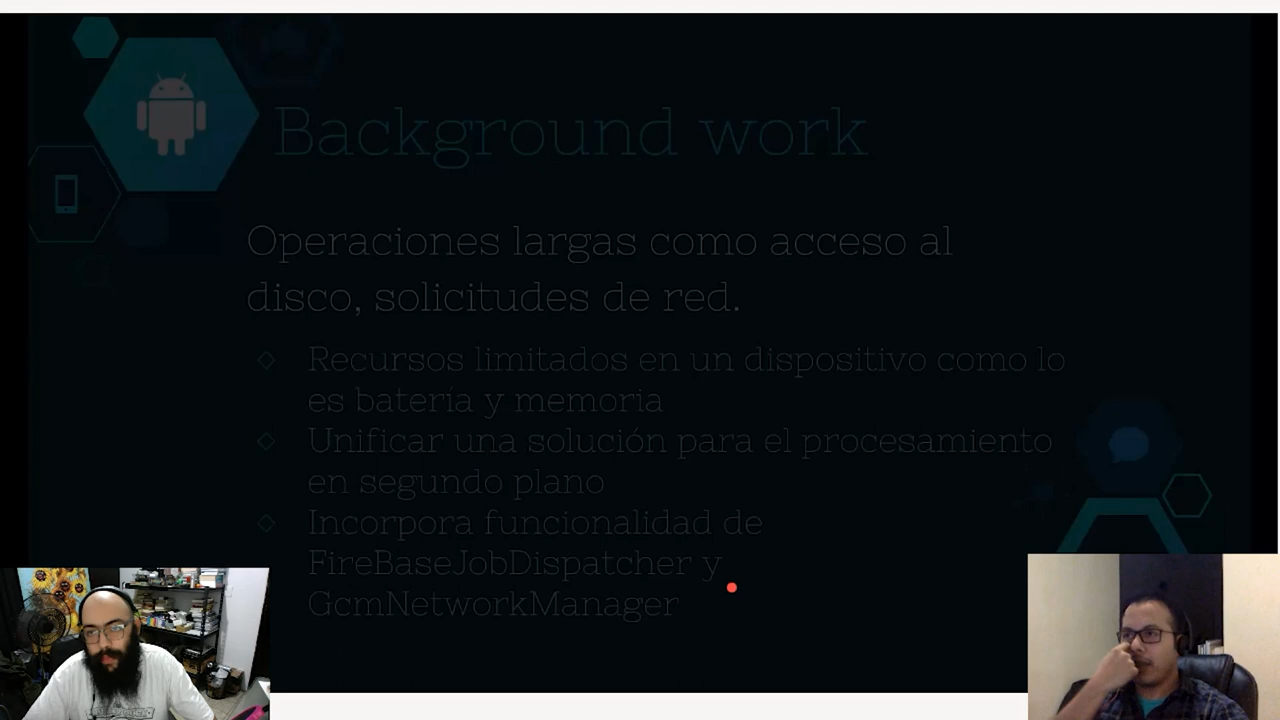 Background work
Operaciones largas como acceso al
disco, solicitudes de red.
Recursos limitados en un dispositivo como lo
es batería y memoria
Unificar una solución para el procesamiento
en segundo plano
Incorpora funcionalidad de
FireBaseJobDispatcher y
GcmNetworkManager